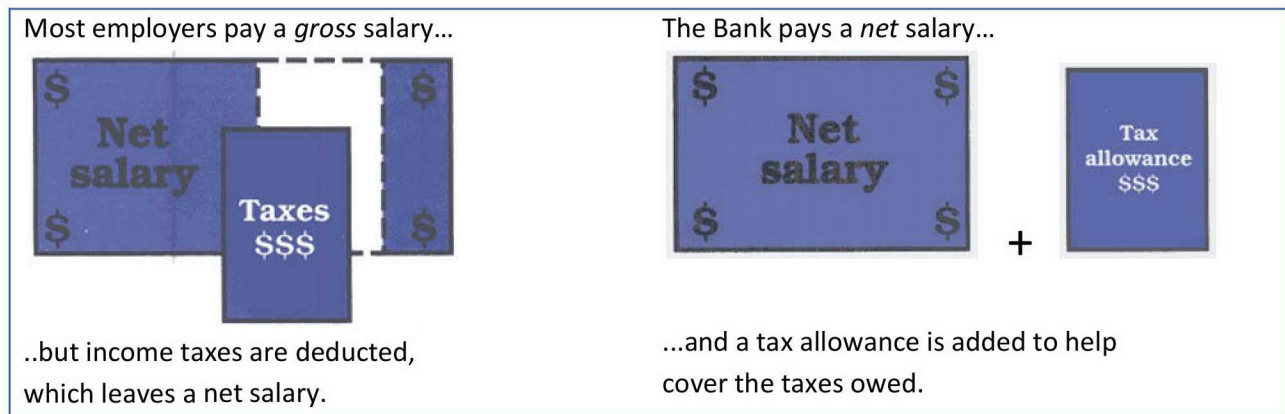 Most employers pay a gross salary…
$ $
Net
salary
Taxes
$$$
$ $
..but income taxes are deducted,
which leaves a net salary.
The Bank pays a net salary…
$ $
Net
salary
$ $
+
Tax
allowance
$$$
...and a tax allowance is added to help
cover the taxes owed.